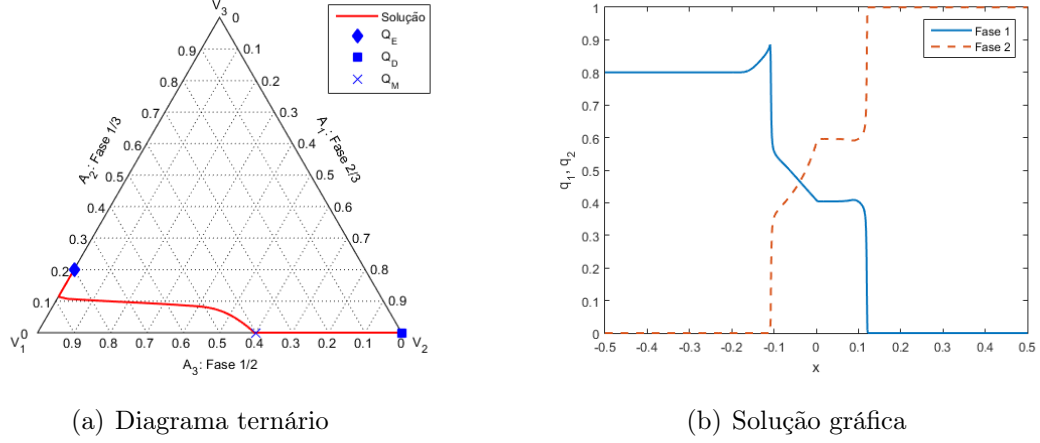 V3 0
Solução
Q_E
Q_D
Q_M
0.9 0.1
0.8 0.2
0.7 0.3
0.6 0.4
0.5 0.5
0.4 0.6
0.3 0.7
0.2 0.8
0.1 0.9
0
A2: Fase 1/3
A1: Fase 2/3
V1 0.9 0.8 0.7 0.6 0.5 0.4 0.3 0.2 0.1 0 V2
A3: Fase 1/2
(a) Diagrama ternário
1
0.9
0.8
0.7
0.6
0.5
0.4
0.3
0.2
0.1
0
q1, q2
Fase 1
Fase 2
-0.5 -0.4 -0.3 -0.2 -0.1 0 0.1 0.2 0.3 0.4 0.5
x
(b) Solução gráfica